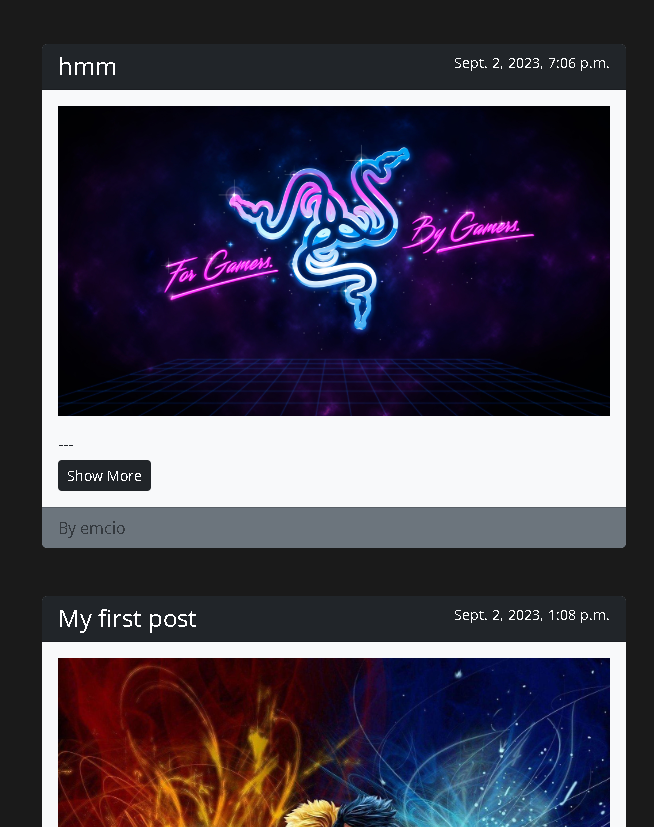 hmm
Sept. 2, 2023, 7:06 p.m.
For Gamers.
By Gamers.
---
Show More
By emcio
My first post
Sept. 2, 2023, 1:08 p.m.